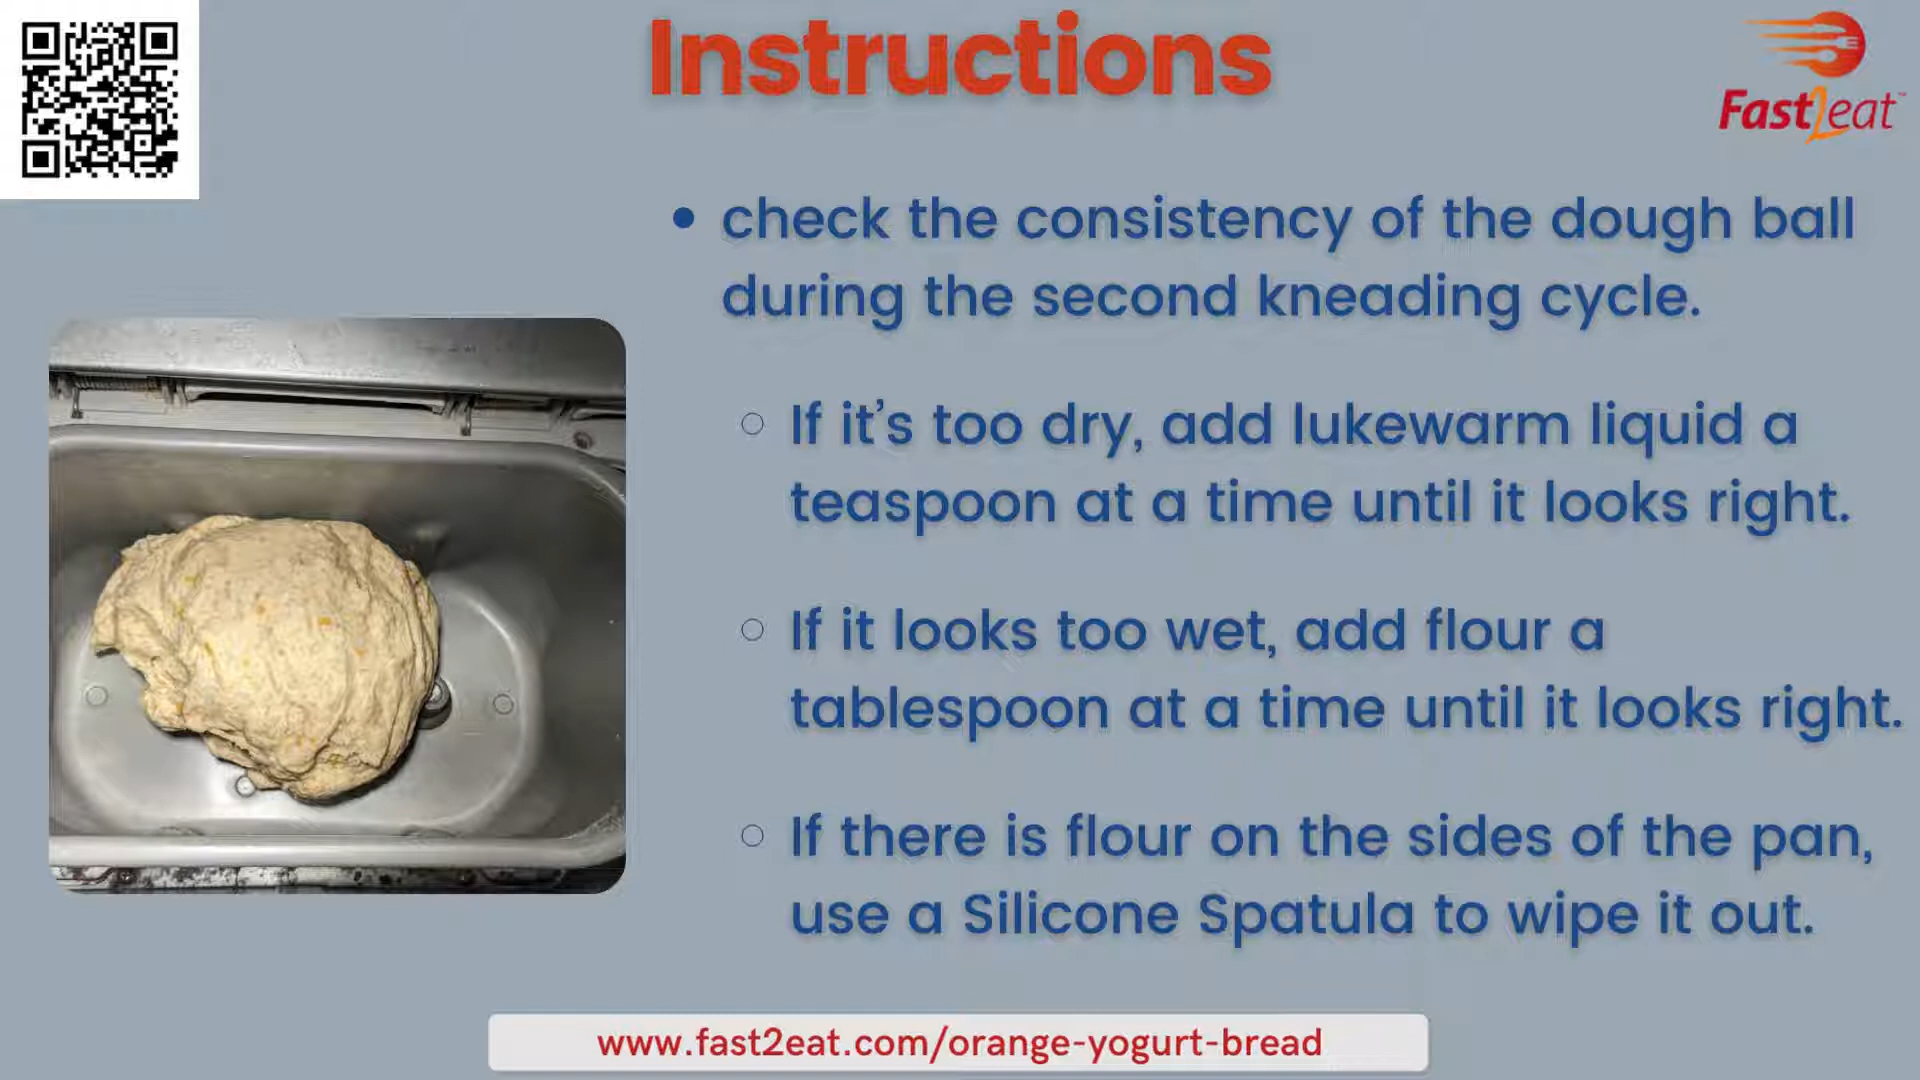 Instructions
Fast2eat™
• check the consistency of the dough ball
during the second kneading cycle.
○ If it’s too dry, add lukewarm liquid a
teaspoon at a time until it looks right.
○ If it looks too wet, add flour a
tablespoon at a time until it looks right.
○ If there is flour on the sides of the pan,
use a Silicone Spatula to wipe it out.
www.fast2eat.com/orange-yogurt-bread